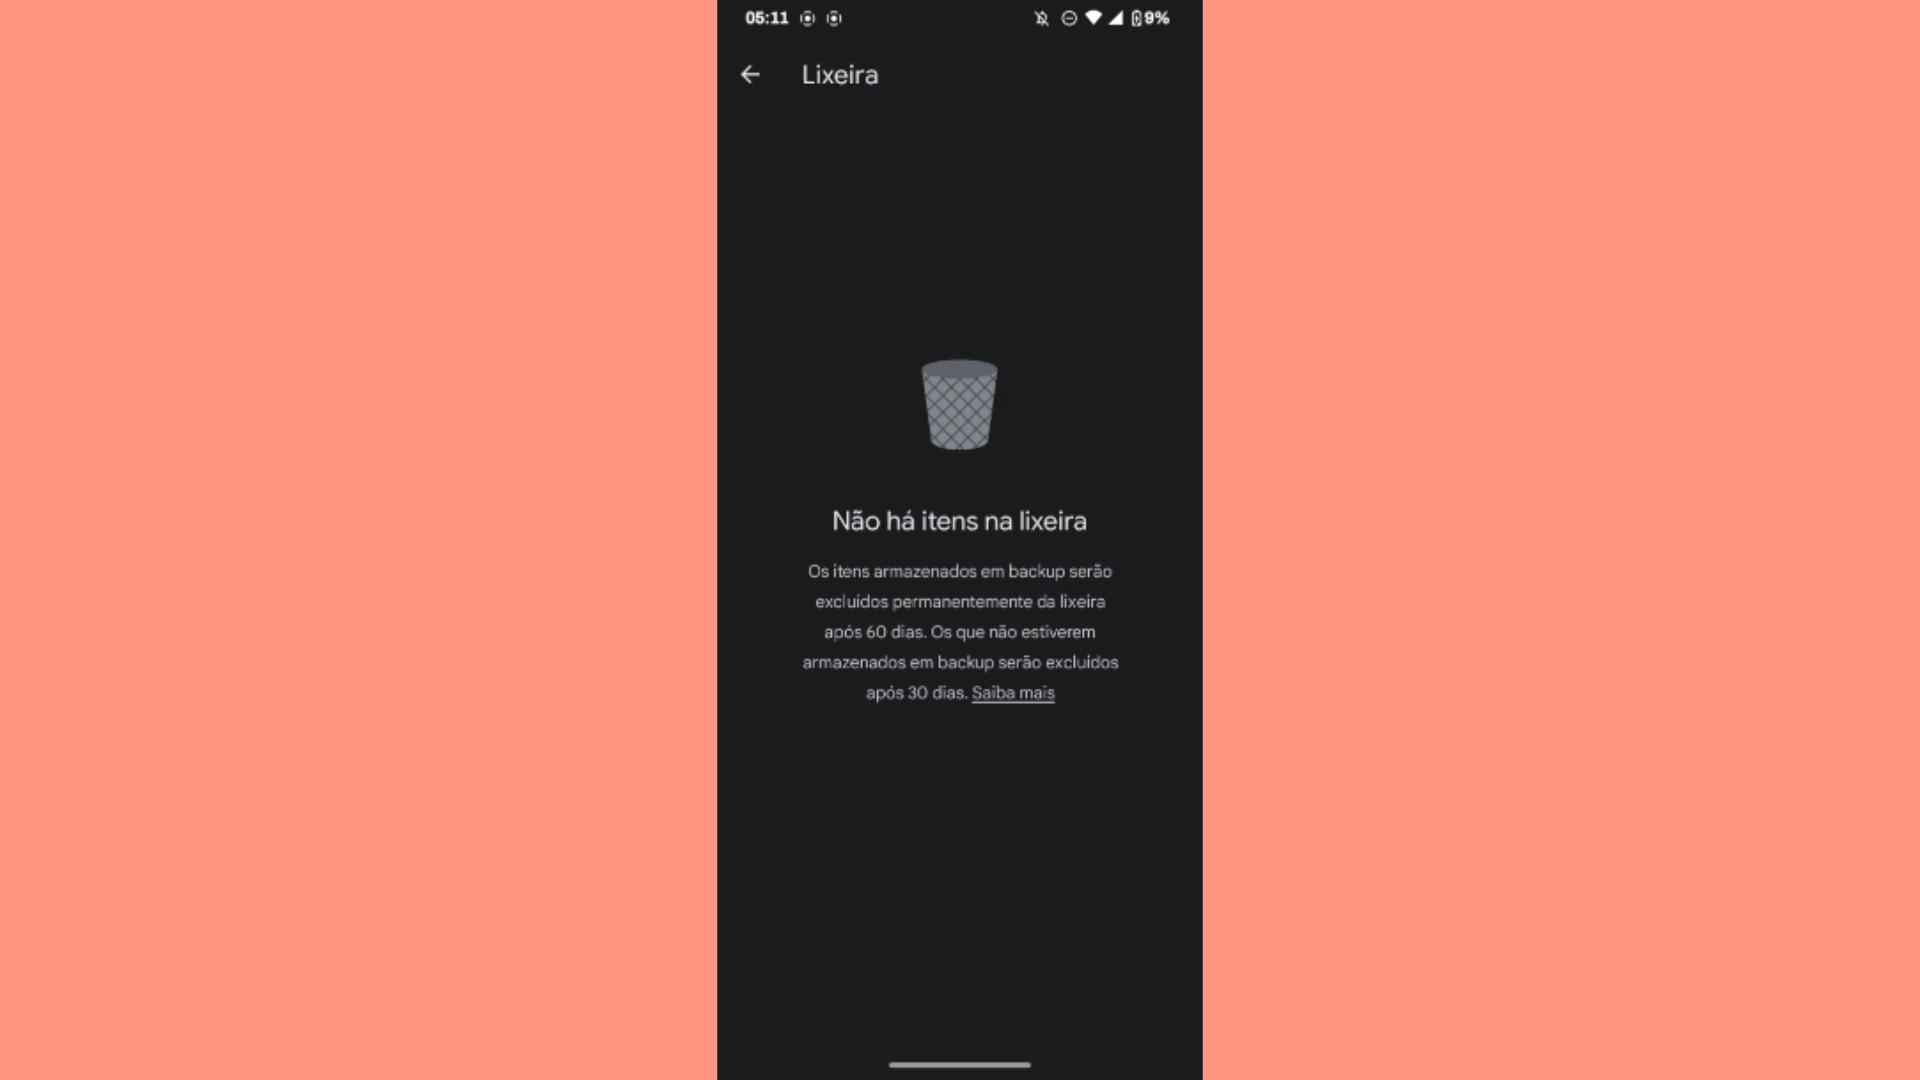 05:11
9%
Lixeira
Não há itens na lixeira
Os itens armazenados em backup serão
excluídos permanentemente da lixeira
após 60 dias. Os que não estiverem
armazenados em backup serão excluídos
após 30 dias. Saiba mais